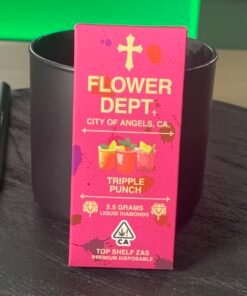 FLOWER
DEPT.
CITY OF ANGELS, CA.
TRIPPLE
PUNCH
2.5 GRAMS
LIQUID DIAMONDS
CA
TOP SHELF ZAS
PREMIUM DISPOSABLE